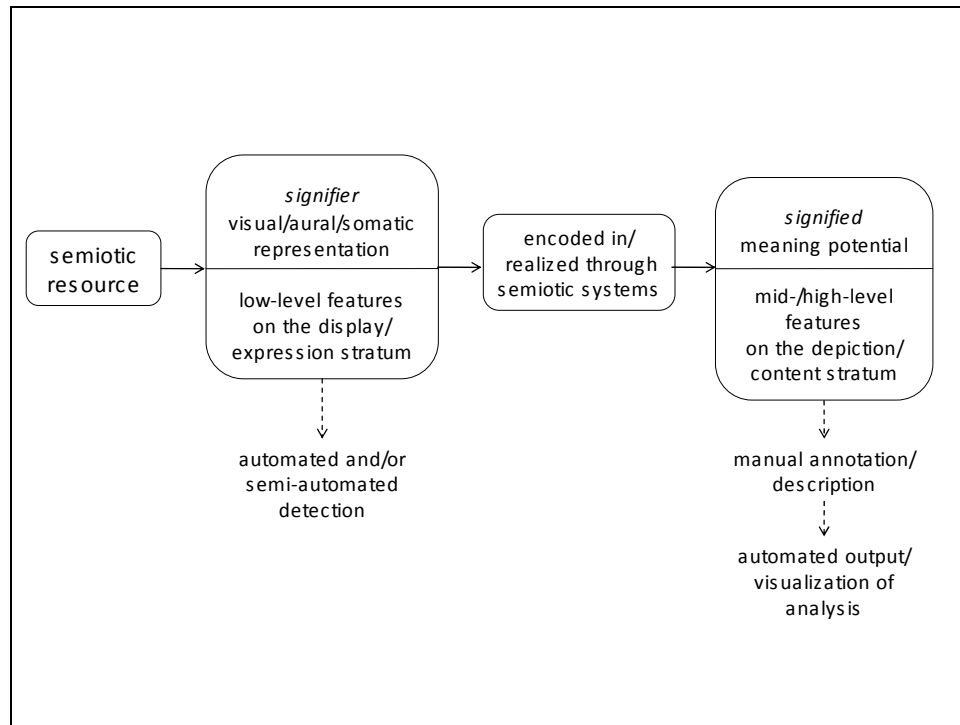 semiotic
resource
signifier
visual/aural/somatic
representation
low-level features
on the display/
expression stratum
automated and/or
semi-automated
detection
encoded in/
realized through
semiotic systems
signified
meaning potential
mid-/high-level
features
on the depiction/
content stratum
manual annotation/
description
automated output/
visualization of
analysis